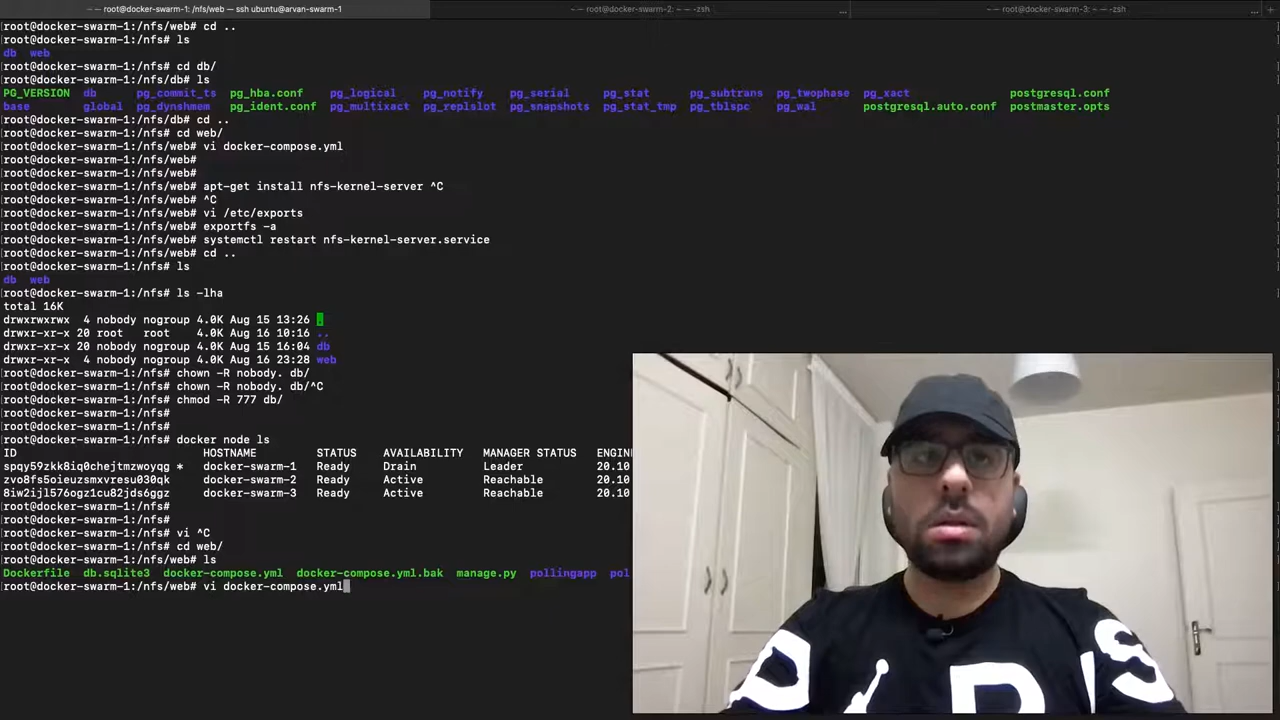 root@docker-swarm-1: /nfs/web — ssh ubuntu@arvan-swarm-1
root@docker-swarm-2: ~ — -zsh
...
root@docker-swarm-3: ~ — -zsh
...
[root@docker-swarm-1:/nfs/web# cd ..
[root@docker-swarm-1:/nfs# ls
db web
[root@docker-swarm-1:/nfs# cd db/
[root@docker-swarm-1:/nfs/db# ls
PG_VERSION db pg_commit_ts pg_hba.conf pg_logical pg_notify pg_serial pg_stat pg_subtrans pg_twophase pg_xact postgresql.conf
base global pg_dynshmem pg_ident.conf pg_multixact pg_replslot pg_snapshots pg_stat_tmp pg_tblspc pg_wal postgresql.auto.conf postmaster.opts
[root@docker-swarm-1:/nfs/db# cd ..
[root@docker-swarm-1:/nfs# cd web/
[root@docker-swarm-1:/nfs/web# vi docker-compose.yml
[root@docker-swarm-1:/nfs/web#
[root@docker-swarm-1:/nfs/web#
[root@docker-swarm-1:/nfs/web# apt-get install nfs-kernel-server ^C
[root@docker-swarm-1:/nfs/web# ^C
[root@docker-swarm-1:/nfs/web# vi /etc/exports
[root@docker-swarm-1:/nfs/web# exportfs -a
[root@docker-swarm-1:/nfs/web# systemctl restart nfs-kernel-server.service
[root@docker-swarm-1:/nfs/web# cd ..
[root@docker-swarm-1:/nfs# ls
db web
[root@docker-swarm-1:/nfs# ls -lha
total 16K
drwxrwxrwx 4 nobody nogroup 4.0K Aug 15 13:26 .
drwxr-xr-x 20 root root 4.0K Aug 16 10:16 ..
drwxr-xr-x 20 nobody nogroup 4.0K Aug 15 16:04 db
drwxr-xr-x 4 nobody nogroup 4.0K Aug 16 23:28 web
[root@docker-swarm-1:/nfs# chown -R nobody. db/
[root@docker-swarm-1:/nfs# chown -R nobody. db/^C
[root@docker-swarm-1:/nfs# chmod -R 777 db/
[root@docker-swarm-1:/nfs#
[root@docker-swarm-1:/nfs#
[root@docker-swarm-1:/nfs# docker node ls
ID HOSTNAME STATUS AVAILABILITY MANAGER STATUS ENGIN
spqy59zkk8iq0chejtmzwoyqg * docker-swarm-1 Ready Drain Leader 20.10
zvo8fs5oieuzsmxvresu030qk docker-swarm-2 Ready Active Reachable 20.10
8iw2ijl576ogz1cu82jds6ggz docker-swarm-3 Ready Active Reachable 20.10
[root@docker-swarm-1:/nfs#
[root@docker-swarm-1:/nfs#
[root@docker-swarm-1:/nfs# vi ^C
[root@docker-swarm-1:/nfs# cd web/
[root@docker-swarm-1:/nfs/web# ls
Dockerfile db.sqlite3 docker-compose.yml docker-compose.yml.bak manage.py pollingapp pol
[root@docker-swarm-1:/nfs/web# vi docker-compose.yml